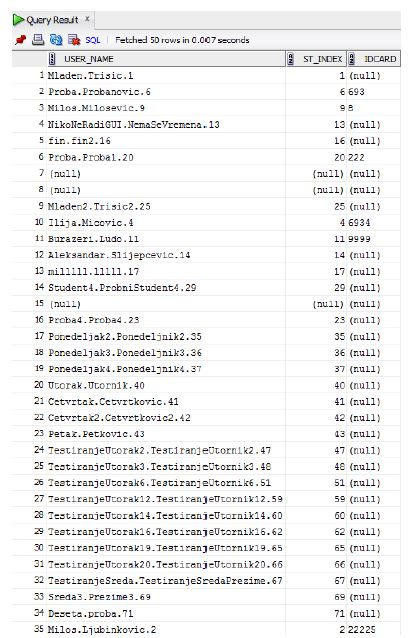 Query Result x
SQL | Fetched 50 rows in 0.007 seconds
USER_NAME ST_INDEX IDCARD
1 Mladen.Trisic.1 1 (null)
2 Proba.Probanovic.6 6 693
3 Milos.Milosevic.9 9 8
4 NikoNeRadiGUI.NemaSeVremena.13 13 (null)
5 fin.fin2.16 16 (null)
6 Proba.Proba1.20 20 222
7 (null) (null) (null)
8 (null) (null) (null)
9 Mladen2.Trisic2.25 25 (null)
10 Ilija.Micovic.4 4 6934
11 Burazeri.Ludo.11 11 9999
12 Aleksandar.Slijepcevic.14 14 (null)
13 milllll.lllll.17 17 (null)
14 Student4.ProbniStudent4.29 29 (null)
15 (null) (null) (null)
16 Proba4.Proba4.23 23 (null)
17 Ponedeljak2.Ponedeljnik2.35 35 (null)
18 Ponedeljak3.Ponedeljnik3.36 36 (null)
19 Ponedeljak4.Ponedeljnik4.37 37 (null)
20 Utorak.Utornik.40 40 (null)
21 Cetvrtak.Cetvrtkovic.41 41 (null)
22 Cetvrtak2.Cetvrtkovic2.42 42 (null)
23 Petak.Petkovic.43 43 (null)
24 TestiranjeUtorak2.TestiranjeUtornik2.47 47 (null)
25 TestiranjeUtorak3.TestiranjeUtornik3.48 48 (null)
26 TestiranjeUtorak6.TestiranjeUtornik6.51 51 (null)
27 TestiranjeUtorak12.TestiranjeUtornik12.59 59 (null)
28 TestiranjeUtorak14.TestiranjeUtornik14.60 60 (null)
29 TestiranjeUtorak16.TestiranjeUtornik16.62 62 (null)
30 TestiranjeUtorak19.TestiranjeUtornik19.65 65 (null)
31 TestiranjeUtorak20.TestiranjeUtornik20.66 66 (null)
32 TestiranjeSreda.TestiranjeSredaPrezime.67 67 (null)
33 Sreda3.Prezime3.69 69 (null)
34 Deseta.proba.71 71 (null)
35 Milos.Ljubinkovic.2 2 22225